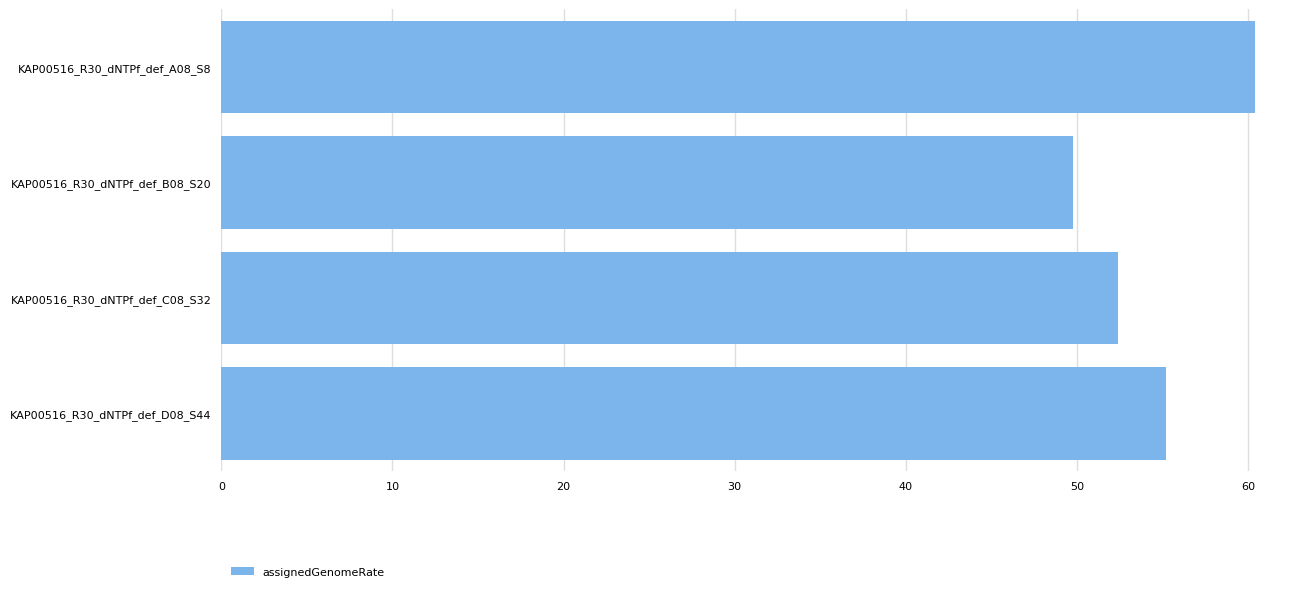 KAP00516_R30_dNTPf_def_A08_S8
KAP00516_R30_dNTPf_def_B08_S20
KAP00516_R30_dNTPf_def_C08_S32
KAP00516_R30_dNTPf_def_D08_S44
0 10 20 30 40 50 60
assignedGenomeRate